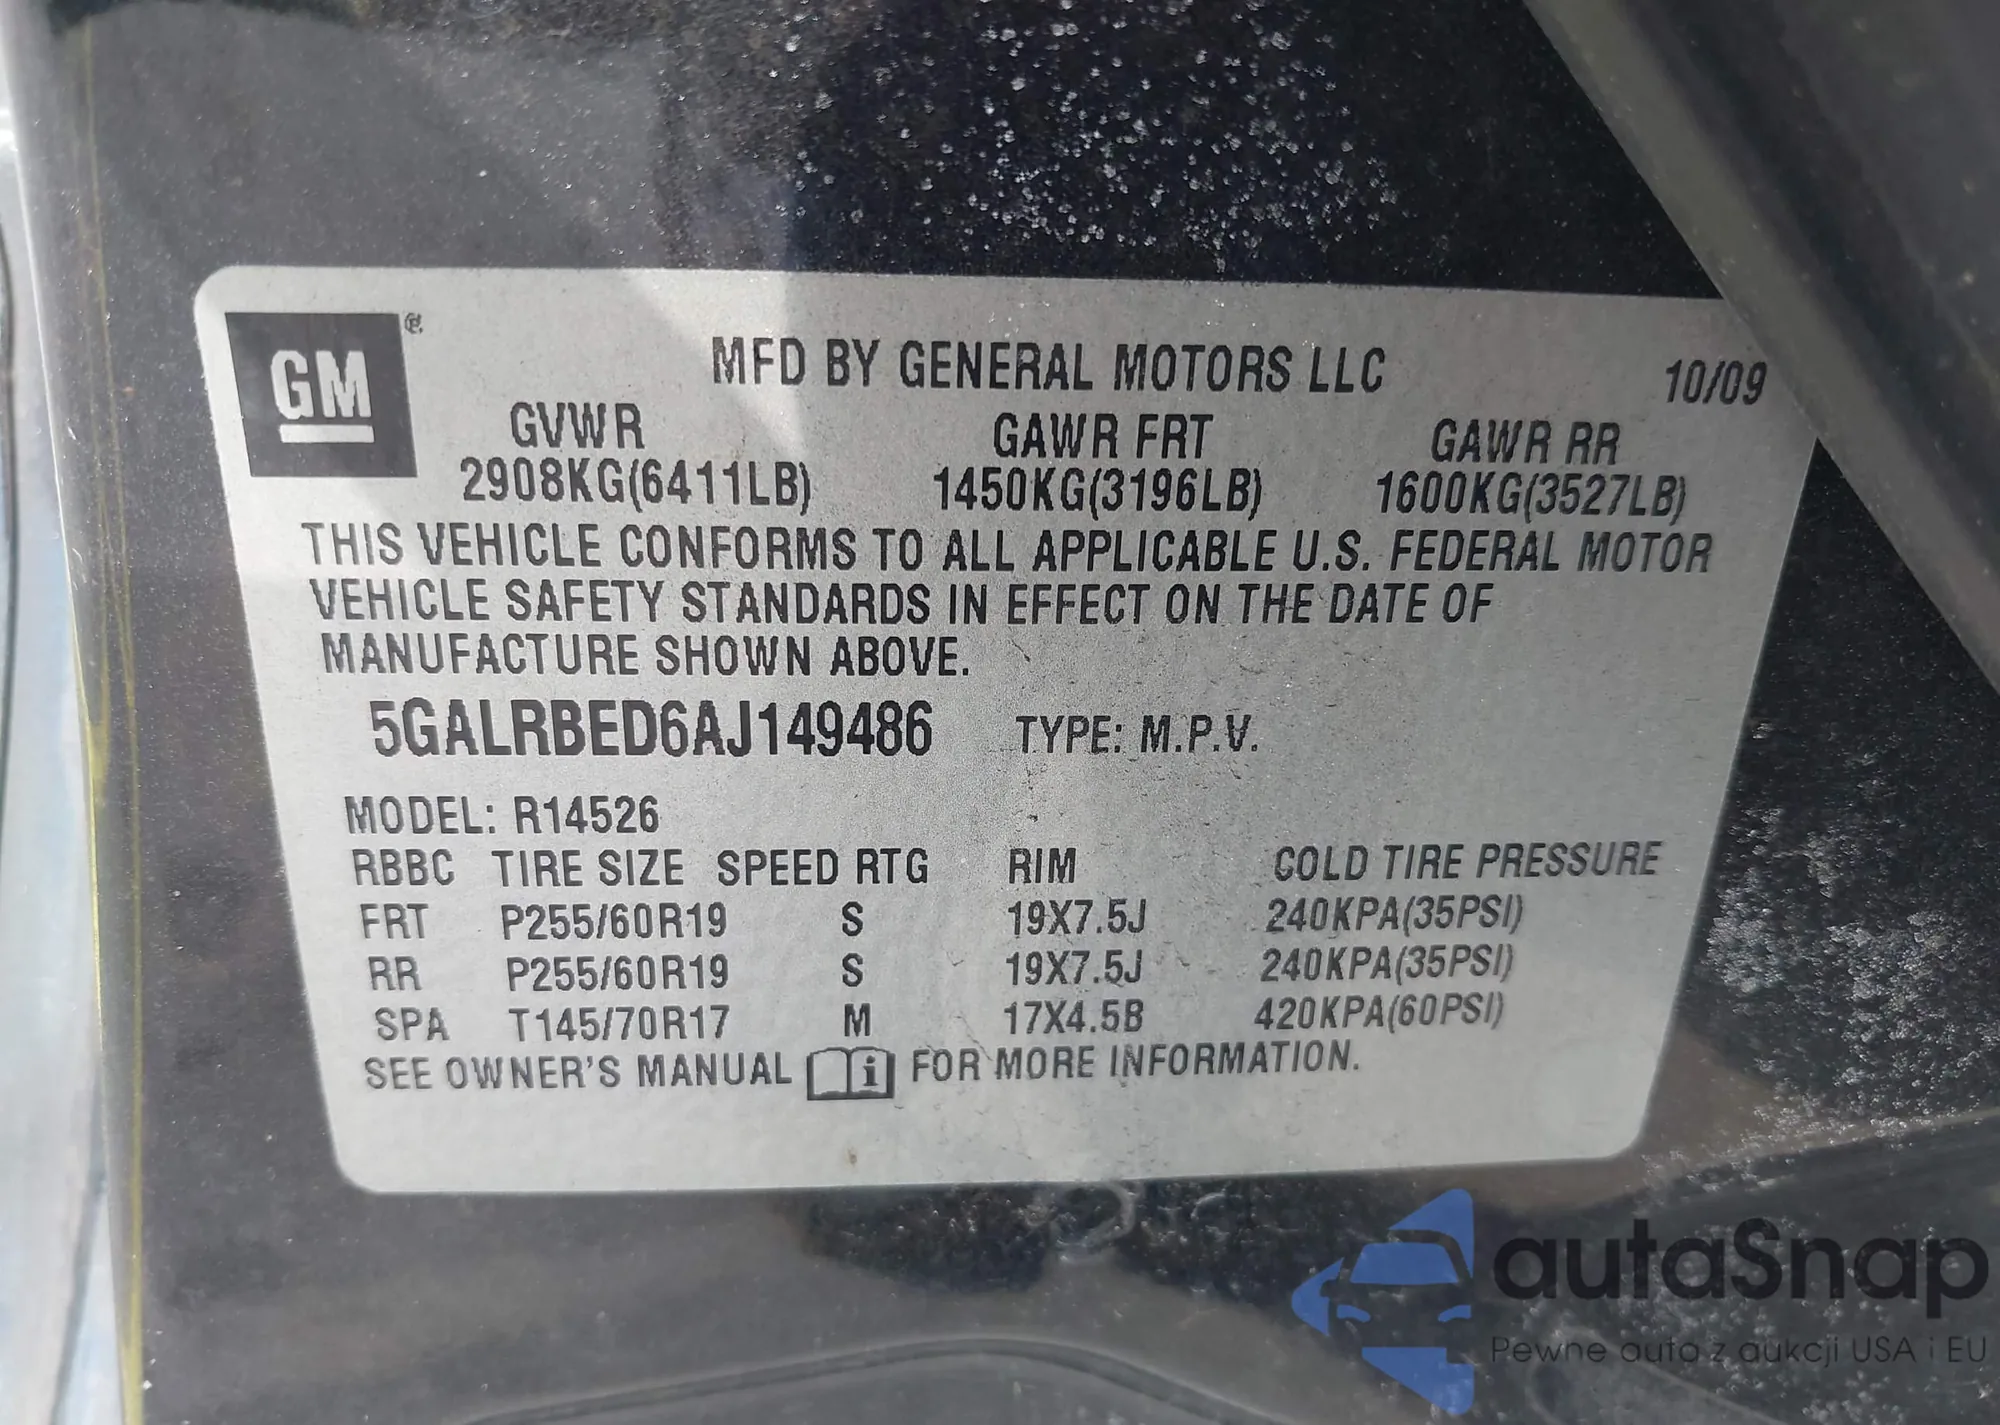 GM ®
MFD BY GENERAL MOTORS LLC 10/09
GVWR GAWR FRT GAWR RR
2908KG(6411LB) 1450KG(3196LB) 1600KG(3527LB)
THIS VEHICLE CONFORMS TO ALL APPLICABLE U.S. FEDERAL MOTOR
VEHICLE SAFETY STANDARDS IN EFFECT ON THE DATE OF
MANUFACTURE SHOWN ABOVE.
5GALRBED6AJ149486 TYPE: M.P.V.
MODEL: R14526
RBBC TIRE SIZE SPEED RTG RIM COLD TIRE PRESSURE
FRT P255/60R19 S 19X7.5J 240KPA(35PSI)
RR P255/60R19 S 19X7.5J 240KPA(35PSI)
SPA T145/70R17 M 17X4.5B 420KPA(60PSI)
SEE OWNER'S MANUAL i FOR MORE INFORMATION.
autaSnap
Pewne auta z aukcji USA i EU